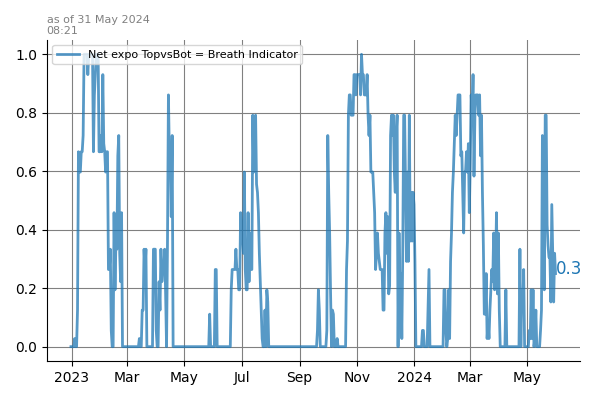 as of 31 May 2024
08:21
Net expo TopvsBot = Breath Indicator
1.0
0.8
0.6
0.4
0.2
0.0
0.3
2023 Mar May Jul Sep Nov 2024 Mar May